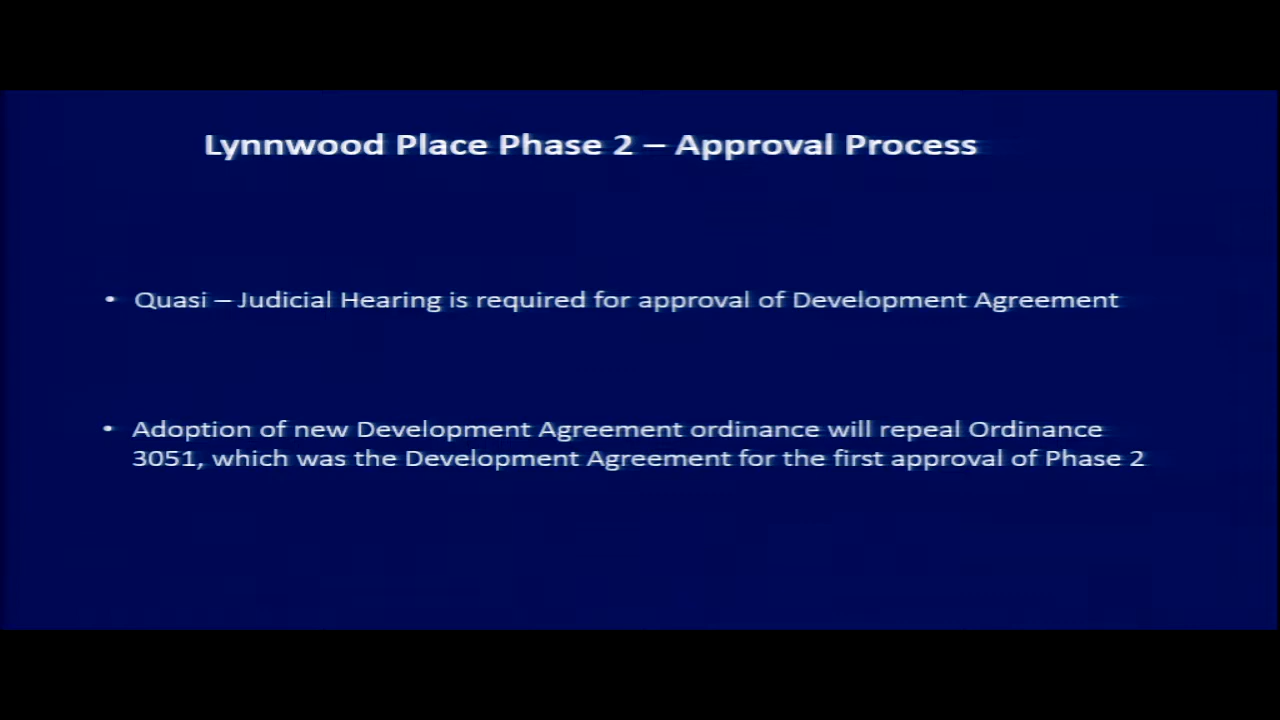 Lynnwood Place Phase 2 – Approval Process
• Quasi – Judicial Hearing is required for approval of Development Agreement
• Adoption of new Development Agreement ordinance will repeal Ordinance
3051, which was the Development Agreement for the first approval of Phase 2